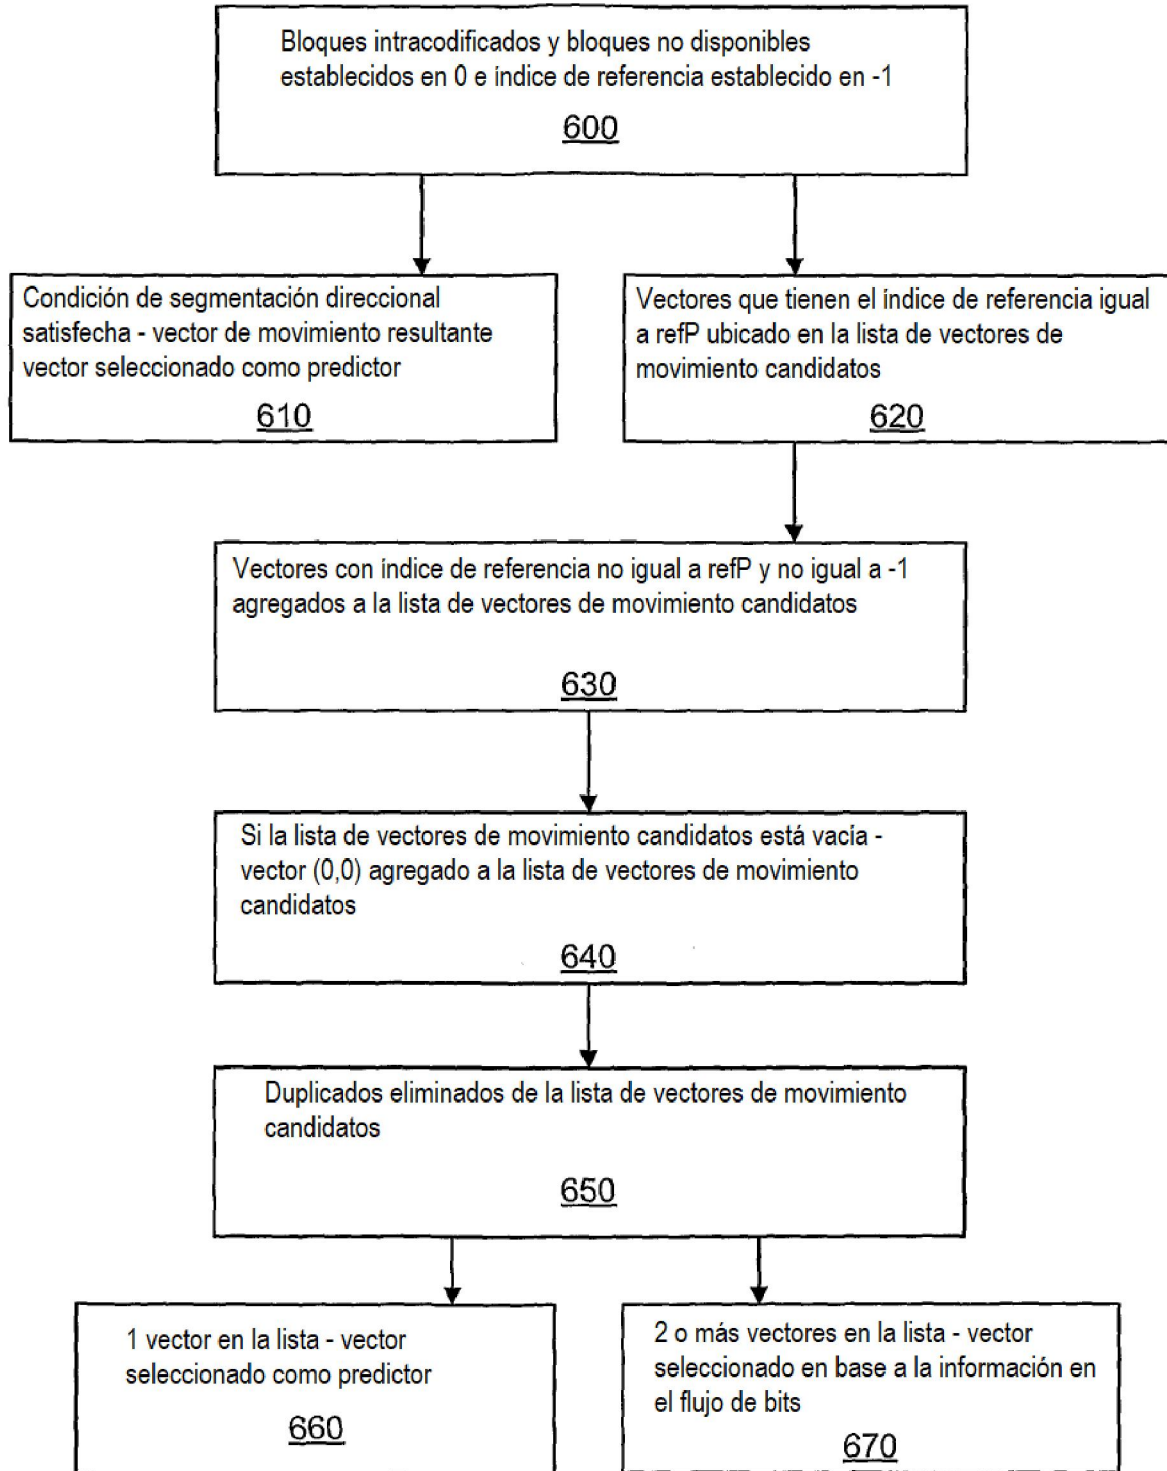 Bloques intracodificados y bloques no disponibles
establecidos en 0 e índice de referencia establecido en -1
600
Condición de segmentación direccional
satisfecha - vector de movimiento resultante
vector seleccionado como predictor
610
Vectores que tienen el índice de referencia igual
a refP ubicado en la lista de vectores de
movimiento candidatos
620
Vectores con índice de referencia no igual a refP y no igual a -1
agregados a la lista de vectores de movimiento candidatos
630
Si la lista de vectores de movimiento candidatos está vacía -
vector (0,0) agregado a la lista de vectores de movimiento
candidatos
640
Duplicados eliminados de la lista de vectores de movimiento
candidatos
650
1 vector en la lista - vector
seleccionado como predictor
660
2 o más vectores en la lista - vector
seleccionado en base a la información en
el flujo de bits
670